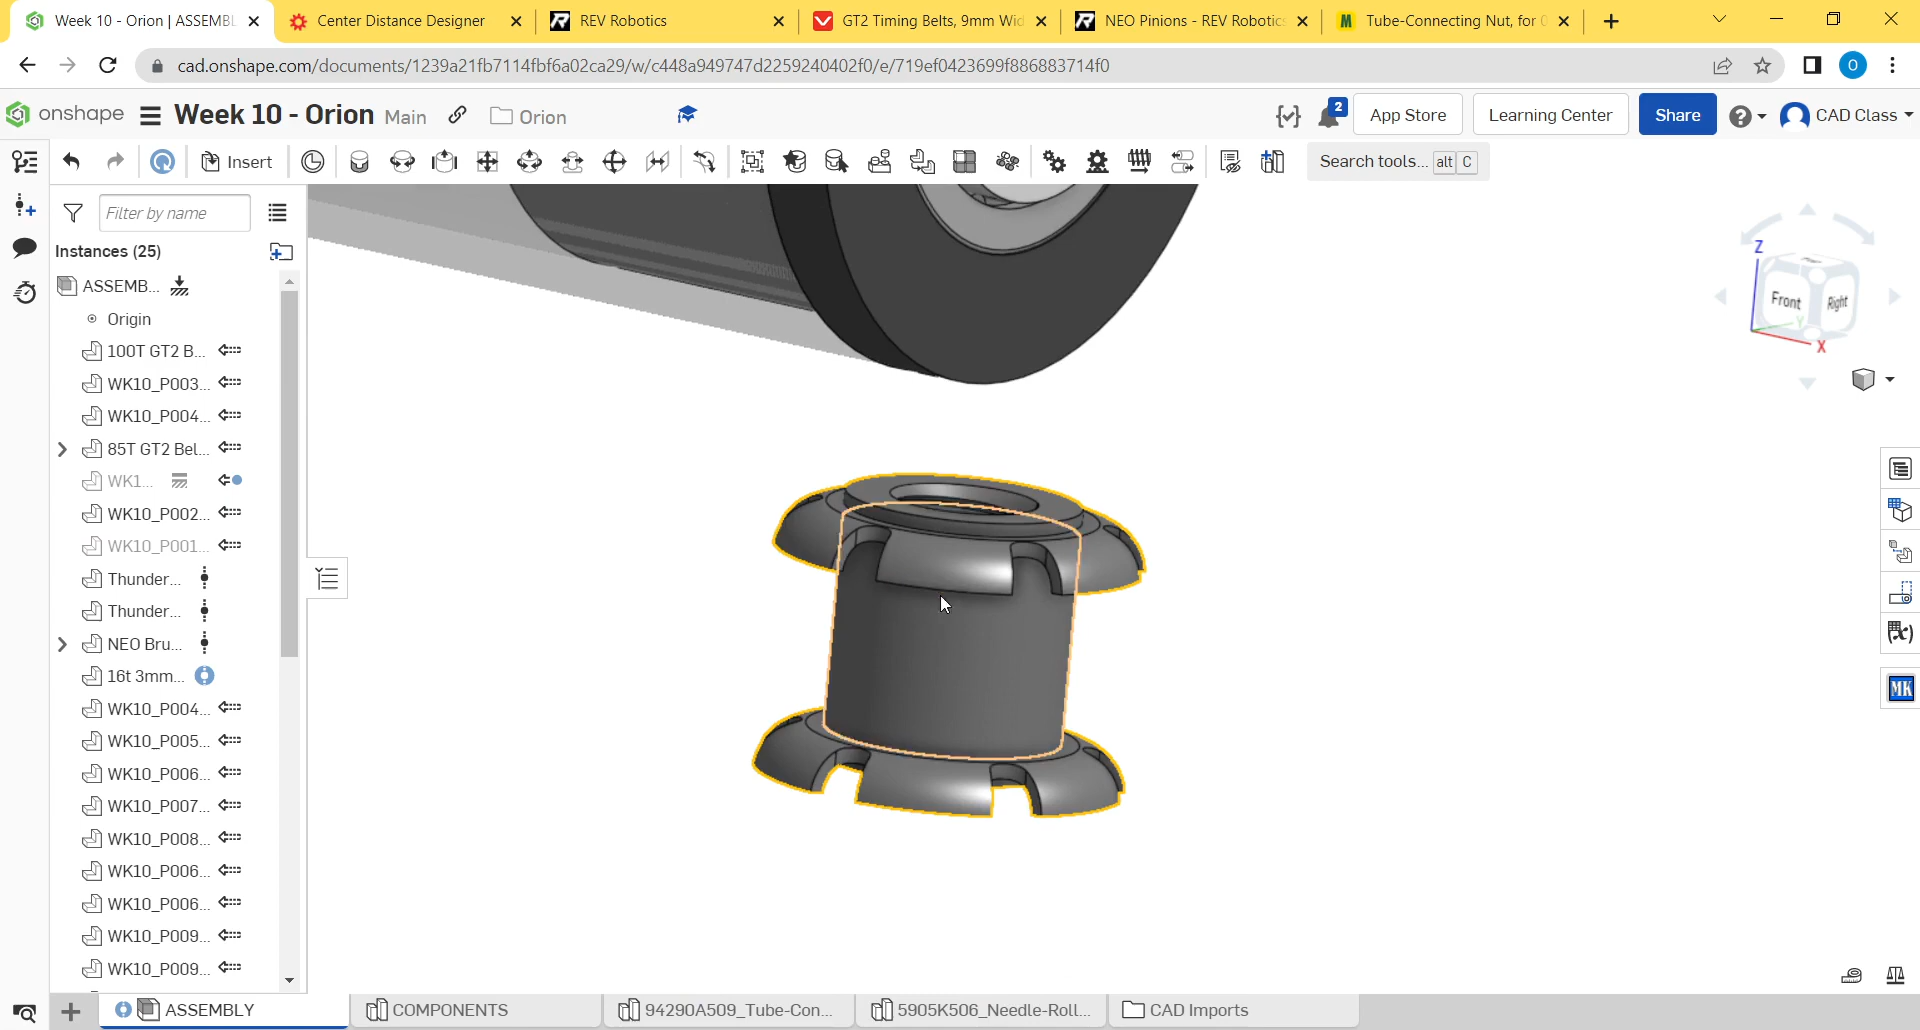 Week 10 - Orion | ASSEMBL
Center Distance Designer
REV Robotics
GT2 Timing Belts, 9mm Wid
NEO Pinions - REV Robotics
Tube-Connecting Nut, for 0
cad.onshape.com/documents/1239a21fb7114fbf6a02ca29/w/c448a949747d2259240402f0/e/719ef0423699f886883714f0
O
onshape
Week 10 - Orion
Main
Orion
2
App Store
Learning Center
Share
CAD Class
Insert
Search tools... alt C
Filter by name
Instances (25)
ASSEMB...
Origin
100T GT2 B...
WK10_P003...
WK10_P004...
85T GT2 Bel...
WK1...
WK10_P002...
WK10_P001...
Thunder...
Thunder...
NEO Bru...
16t 3mm...
WK10_P004...
WK10_P005...
WK10_P006...
WK10_P007...
WK10_P008...
WK10_P006...
WK10_P006...
WK10_P009...
WK10_P009...
Z
Front
Right
Y
X
MK
ASSEMBLY
COMPONENTS
94290A509_Tube-Con...
5905K506_Needle-Roll...
CAD Imports